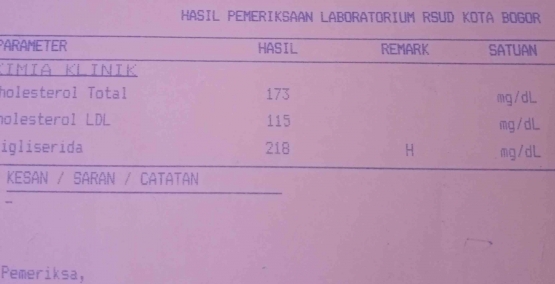 HASIL PEMERIKSAAN LABORATORIUM RSUD KOTA BOGOR
PARAMETER HASIL REMARK SATUAN
KIMIA KLINIK
holesterol Total 173 mg/dL
holesterol LDL 115 mg/dL
igliserida 218 H mg/dL
KESAN / SARAN / CATATAN
-
Pemeriksa,